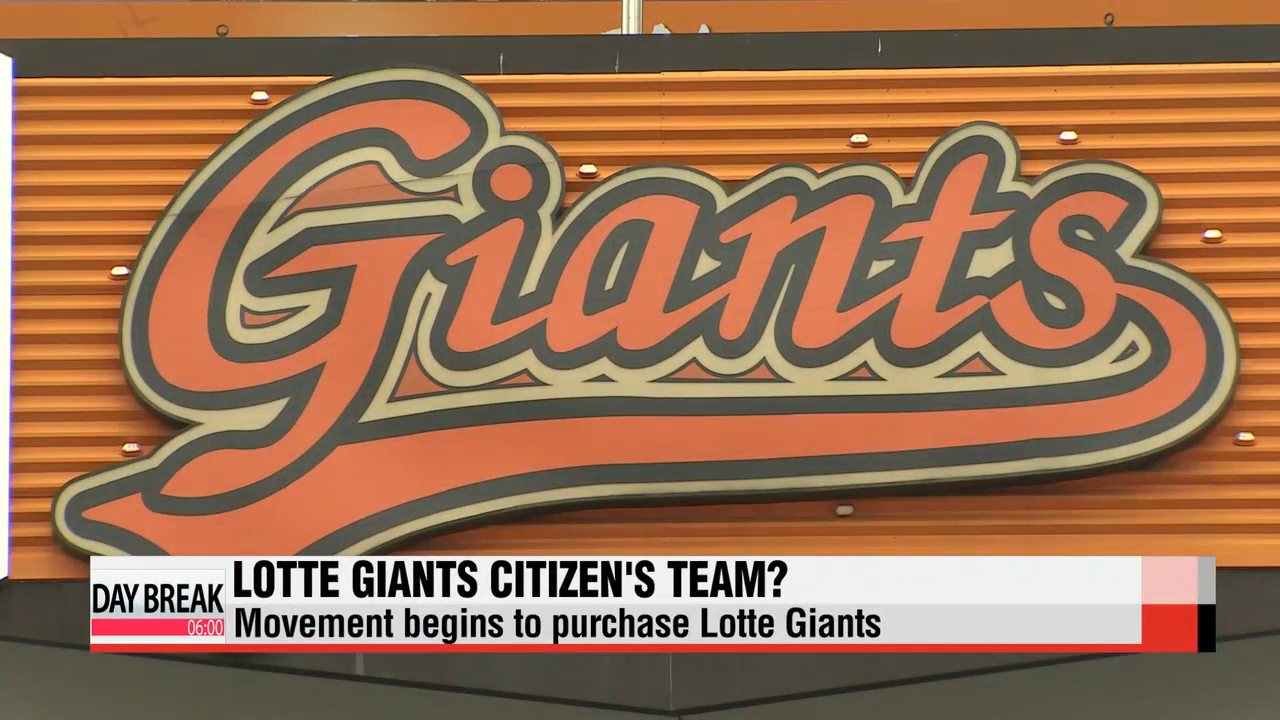 Giants
LOTTE GIANTS CITIZEN'S TEAM?
DAY BREAK
06:00
Movement begins to purchase Lotte Giants